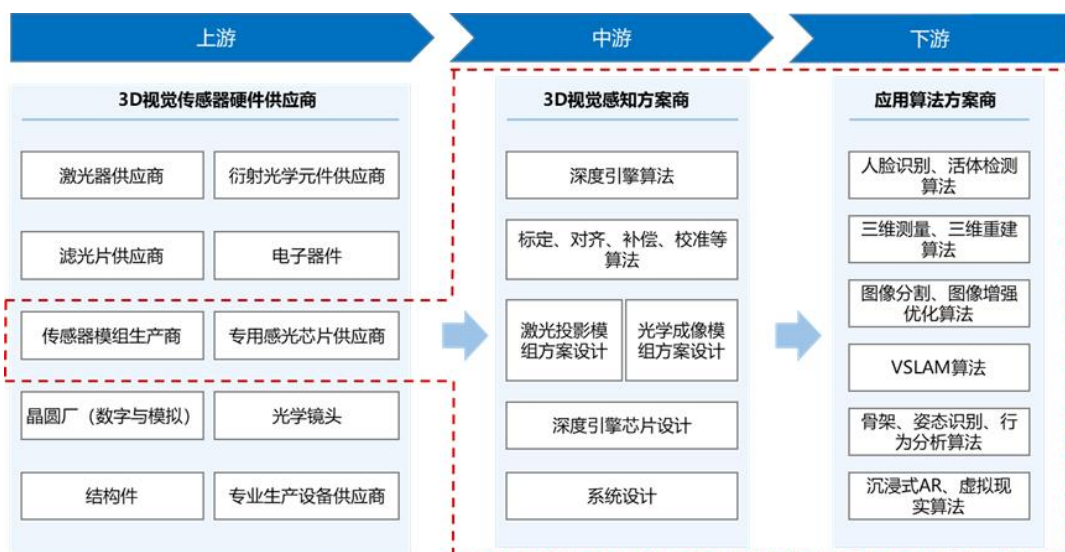 上游
中游
下游
3D视觉传感器硬件供应商
激光器供应商
衍射光学元件供应商
滤光片供应商
电子器件
传感器模组生产商
专用感光芯片供应商
晶圆厂（数字与模拟）
光学镜头
结构件
专业生产设备供应商
3D视觉感知方案商
深度引擎算法
标定、对齐、补偿、校准等
算法
激光投影模
组方案设计
光学成像模
组方案设计
深度引擎芯片设计
系统设计
应用算法方案商
人脸识别、活体检测
算法
三维测量、三维重建
算法
图像分割、图像增强
优化算法
VSLAM算法
骨架、姿态识别、行
为分析算法
沉浸式AR、虚拟现
实算法